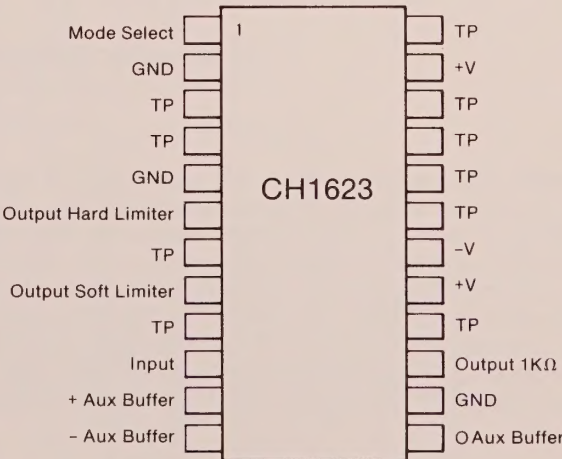 Mode Select
GND
TP
TP
GND
Output Hard Limiter
TP
Output Soft Limiter
TP
Input
+ Aux Buffer
– Aux Buffer
1
CH1623
TP
+V
TP
TP
TP
TP
–V
+V
TP
Output 1KΩ
GND
O Aux Buffer